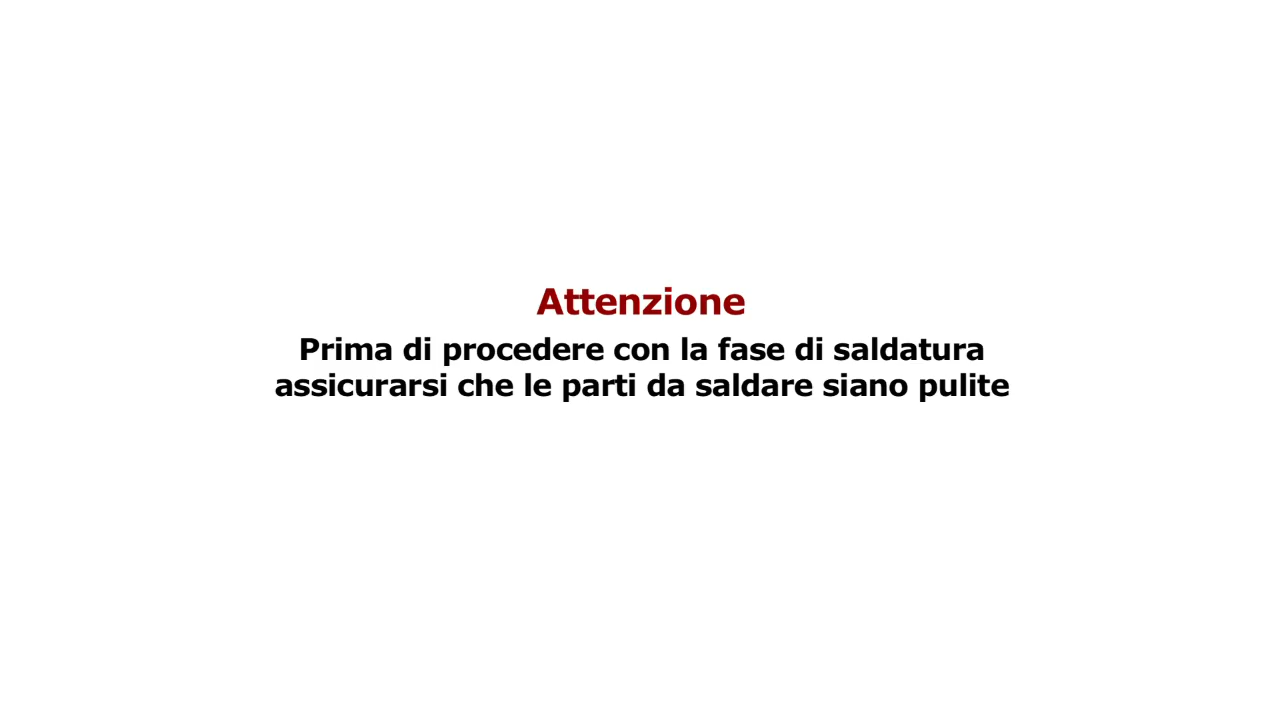 Attenzione
Prima di procedere con la fase di saldatura
assicurarsi che le parti da saldare siano pulite